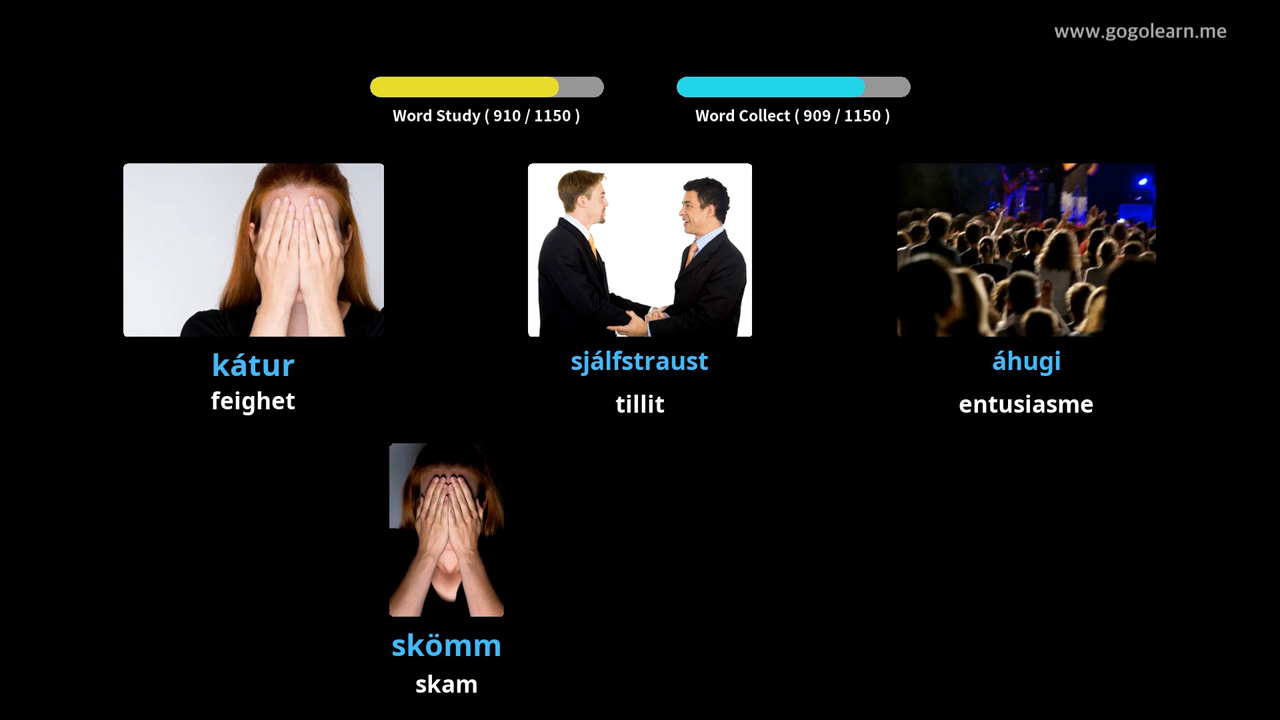 www.gogolearn.me
Word Study ( 910 / 1150 )
Word Collect ( 909 / 1150 )
kátur
feighet
sjálfstraust
tillit
áhugi
entusiasme
skömm
skam